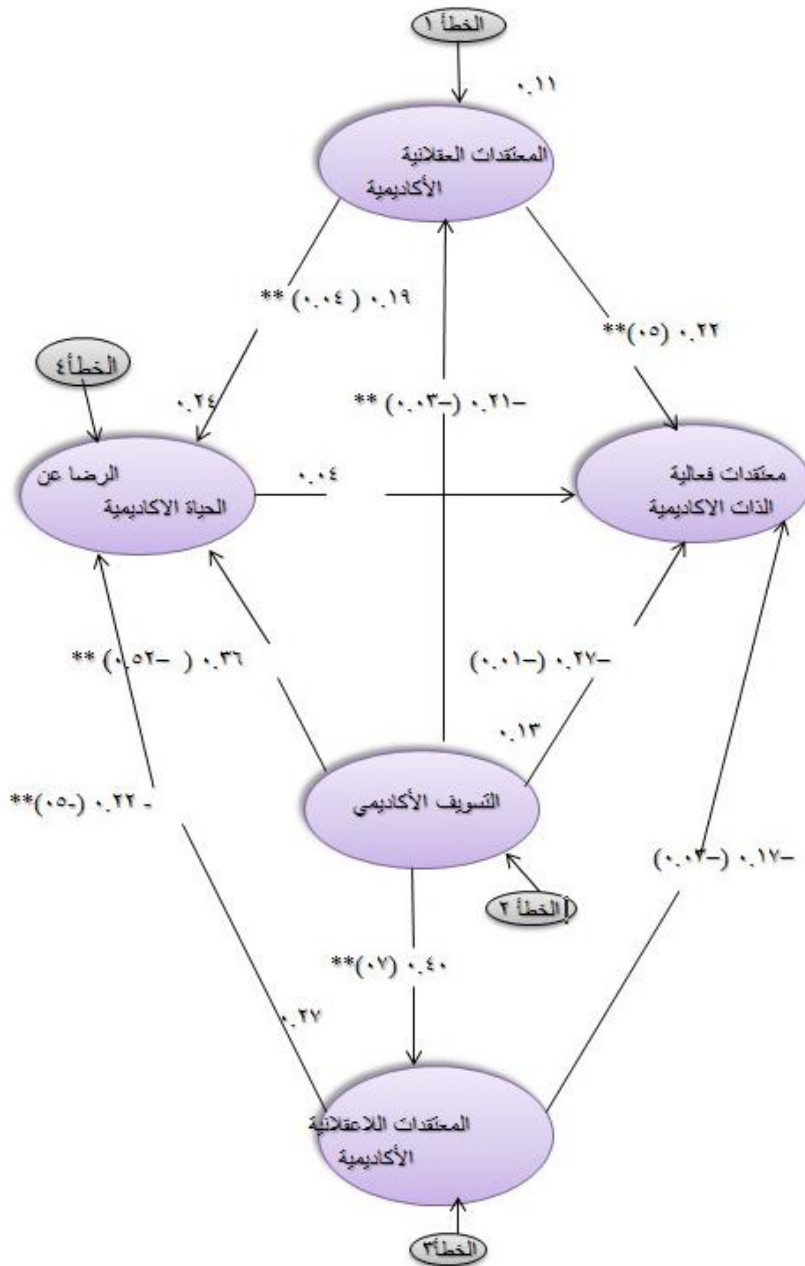 الخطأ ١
٠.١١
المعتقدات العقلانية
الأكاديمية
٠.١٩ (٠.٠٤) **
٠.٢٢ (٠٥)**
الخطأ٤
٠.٢٤
–٠.٢١ (–٠.٠٣) **
الرضا عن
الحياة الاكاديمية
٠.٠٤
معتقدات فعالية
الذات الاكاديمية
٠.٣٦ (–٠.٥٢) **
–٠.٢٧ (–٠.٠١)
٠.١٣
التسويف الأكاديمي
- ٠.٢٢ (-٠٥)**
–٠.١٧ (–٠.٠٣)
الخطأ ٢
٠.٤٠ (٠٧)**
٠.٢٧
المعتقدات اللاعقلانية
الأكاديمية
الخطأ٣